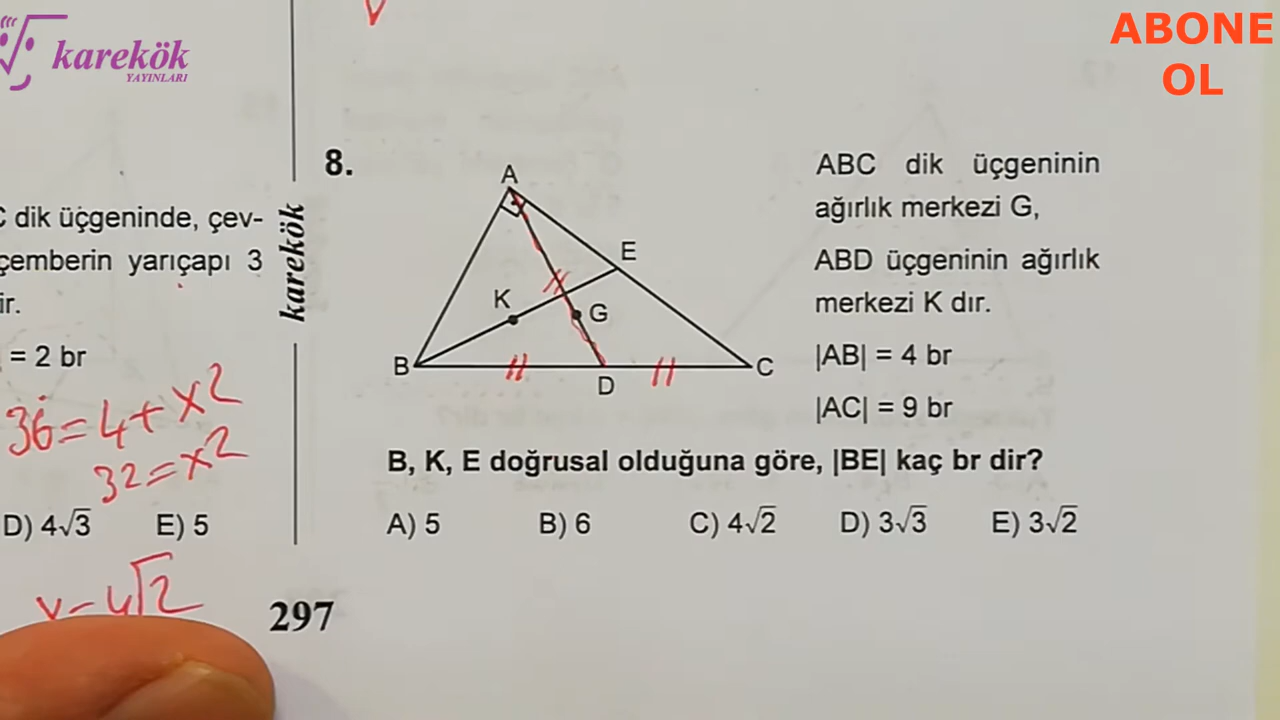 karekök
YAYINLARI
ABONE
OL
C dik üçgeninde, çev-
çemberin yarıçapı 3
ir.
= 2 br
36 = 4 + x2
32 = x2
D) 4√3 E) 5
4√2
297
karekök
8.
A
E
K
G
B
D
C
ABC dik üçgeninin
ağırlık merkezi G,
ABD üçgeninin ağırlık
merkezi K dır.
|AB| = 4 br
|AC| = 9 br
B, K, E doğrusal olduğuna göre, |BE| kaç br dir?
A) 5 B) 6 C) 4√2 D) 3√3 E) 3√2